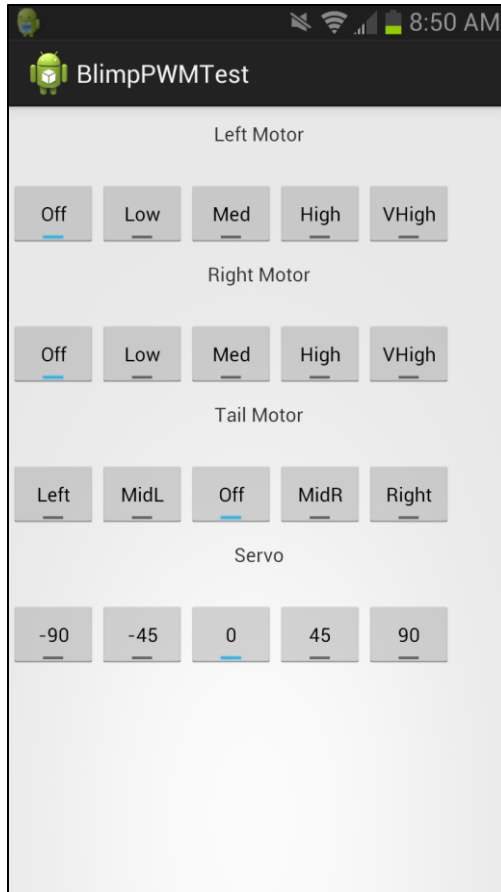 8:50 AM
BlimpPWMTest
Left Motor
Off Low Med High VHigh
Right Motor
Off Low Med High VHigh
Tail Motor
Left MidL Off MidR Right
Servo
-90 -45 0 45 90